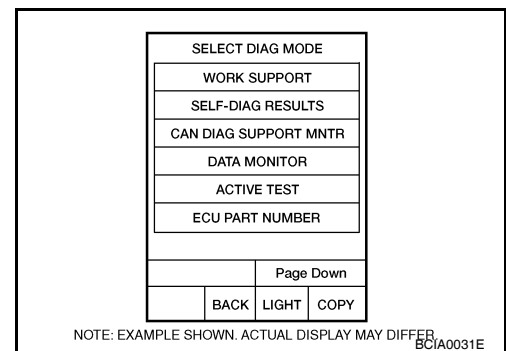 SELECT DIAG MODE
WORK SUPPORT
SELF-DIAG RESULTS
CAN DIAG SUPPORT MNTR
DATA MONITOR
ACTIVE TEST
ECU PART NUMBER
Page Down
BACK LIGHT COPY
NOTE: EXAMPLE SHOWN. ACTUAL DISPLAY MAY DIFFER.
BCIA0031E